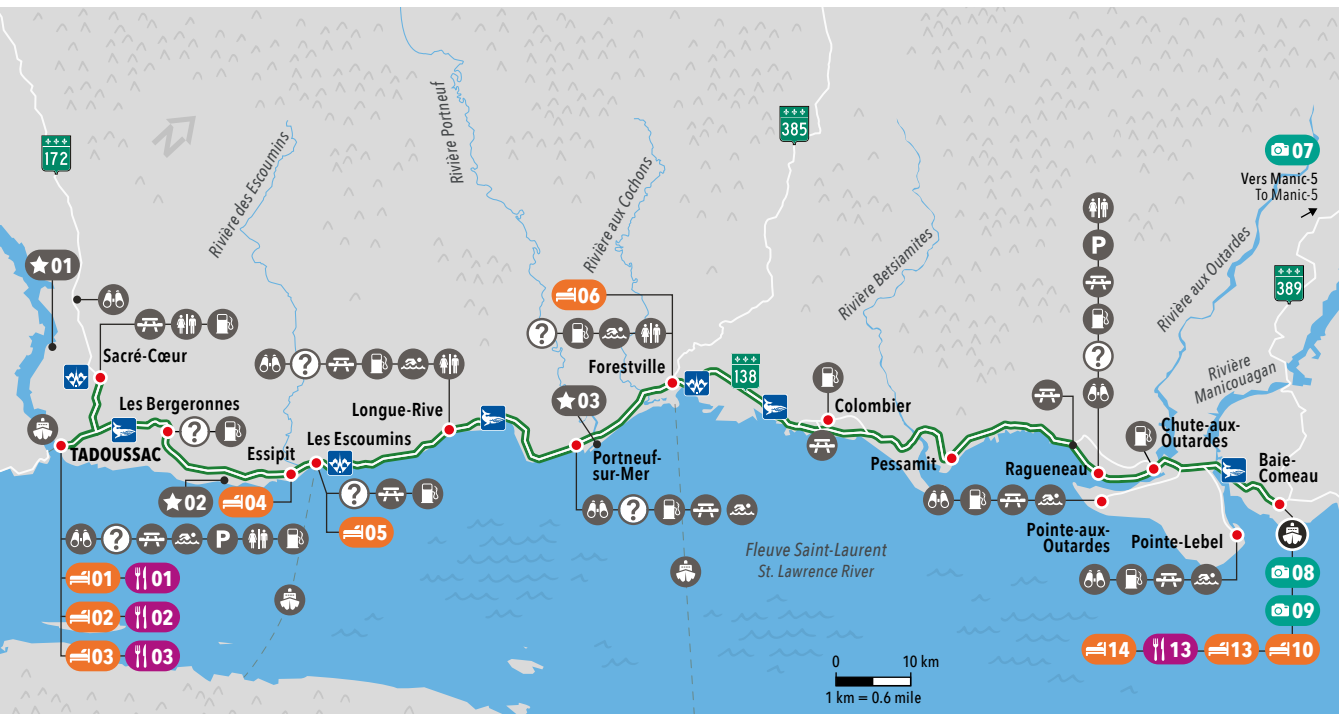 172
385
07
Vers Manic-5
To Manic-5
389
138
Rivière des Escoumins
Rivière Portneuf
Rivière aux Cochons
Rivière Betsiamites
Rivière aux Outardes
Rivière
Manicouagan
01
P
06
?
Sacré-Cœur
Forestville
?
?
03
Colombier
Les Bergeronnes
?
Longue-Rive
Les Escoumins
Essipit
TADOUSSAC
Portneuf-
sur-Mer
Pessamit
Ragueneau
Chute-aux-
Outardes
Baie-
Comeau
02
04
?
05
?
Pointe-aux-
Outardes
Pointe-Lebel
?
P
Fleuve Saint-Laurent
St. Lawrence River
01
01
02
02
03
03
08
09
14
13
13
10
0
10 km
1 km = 0.6 mile